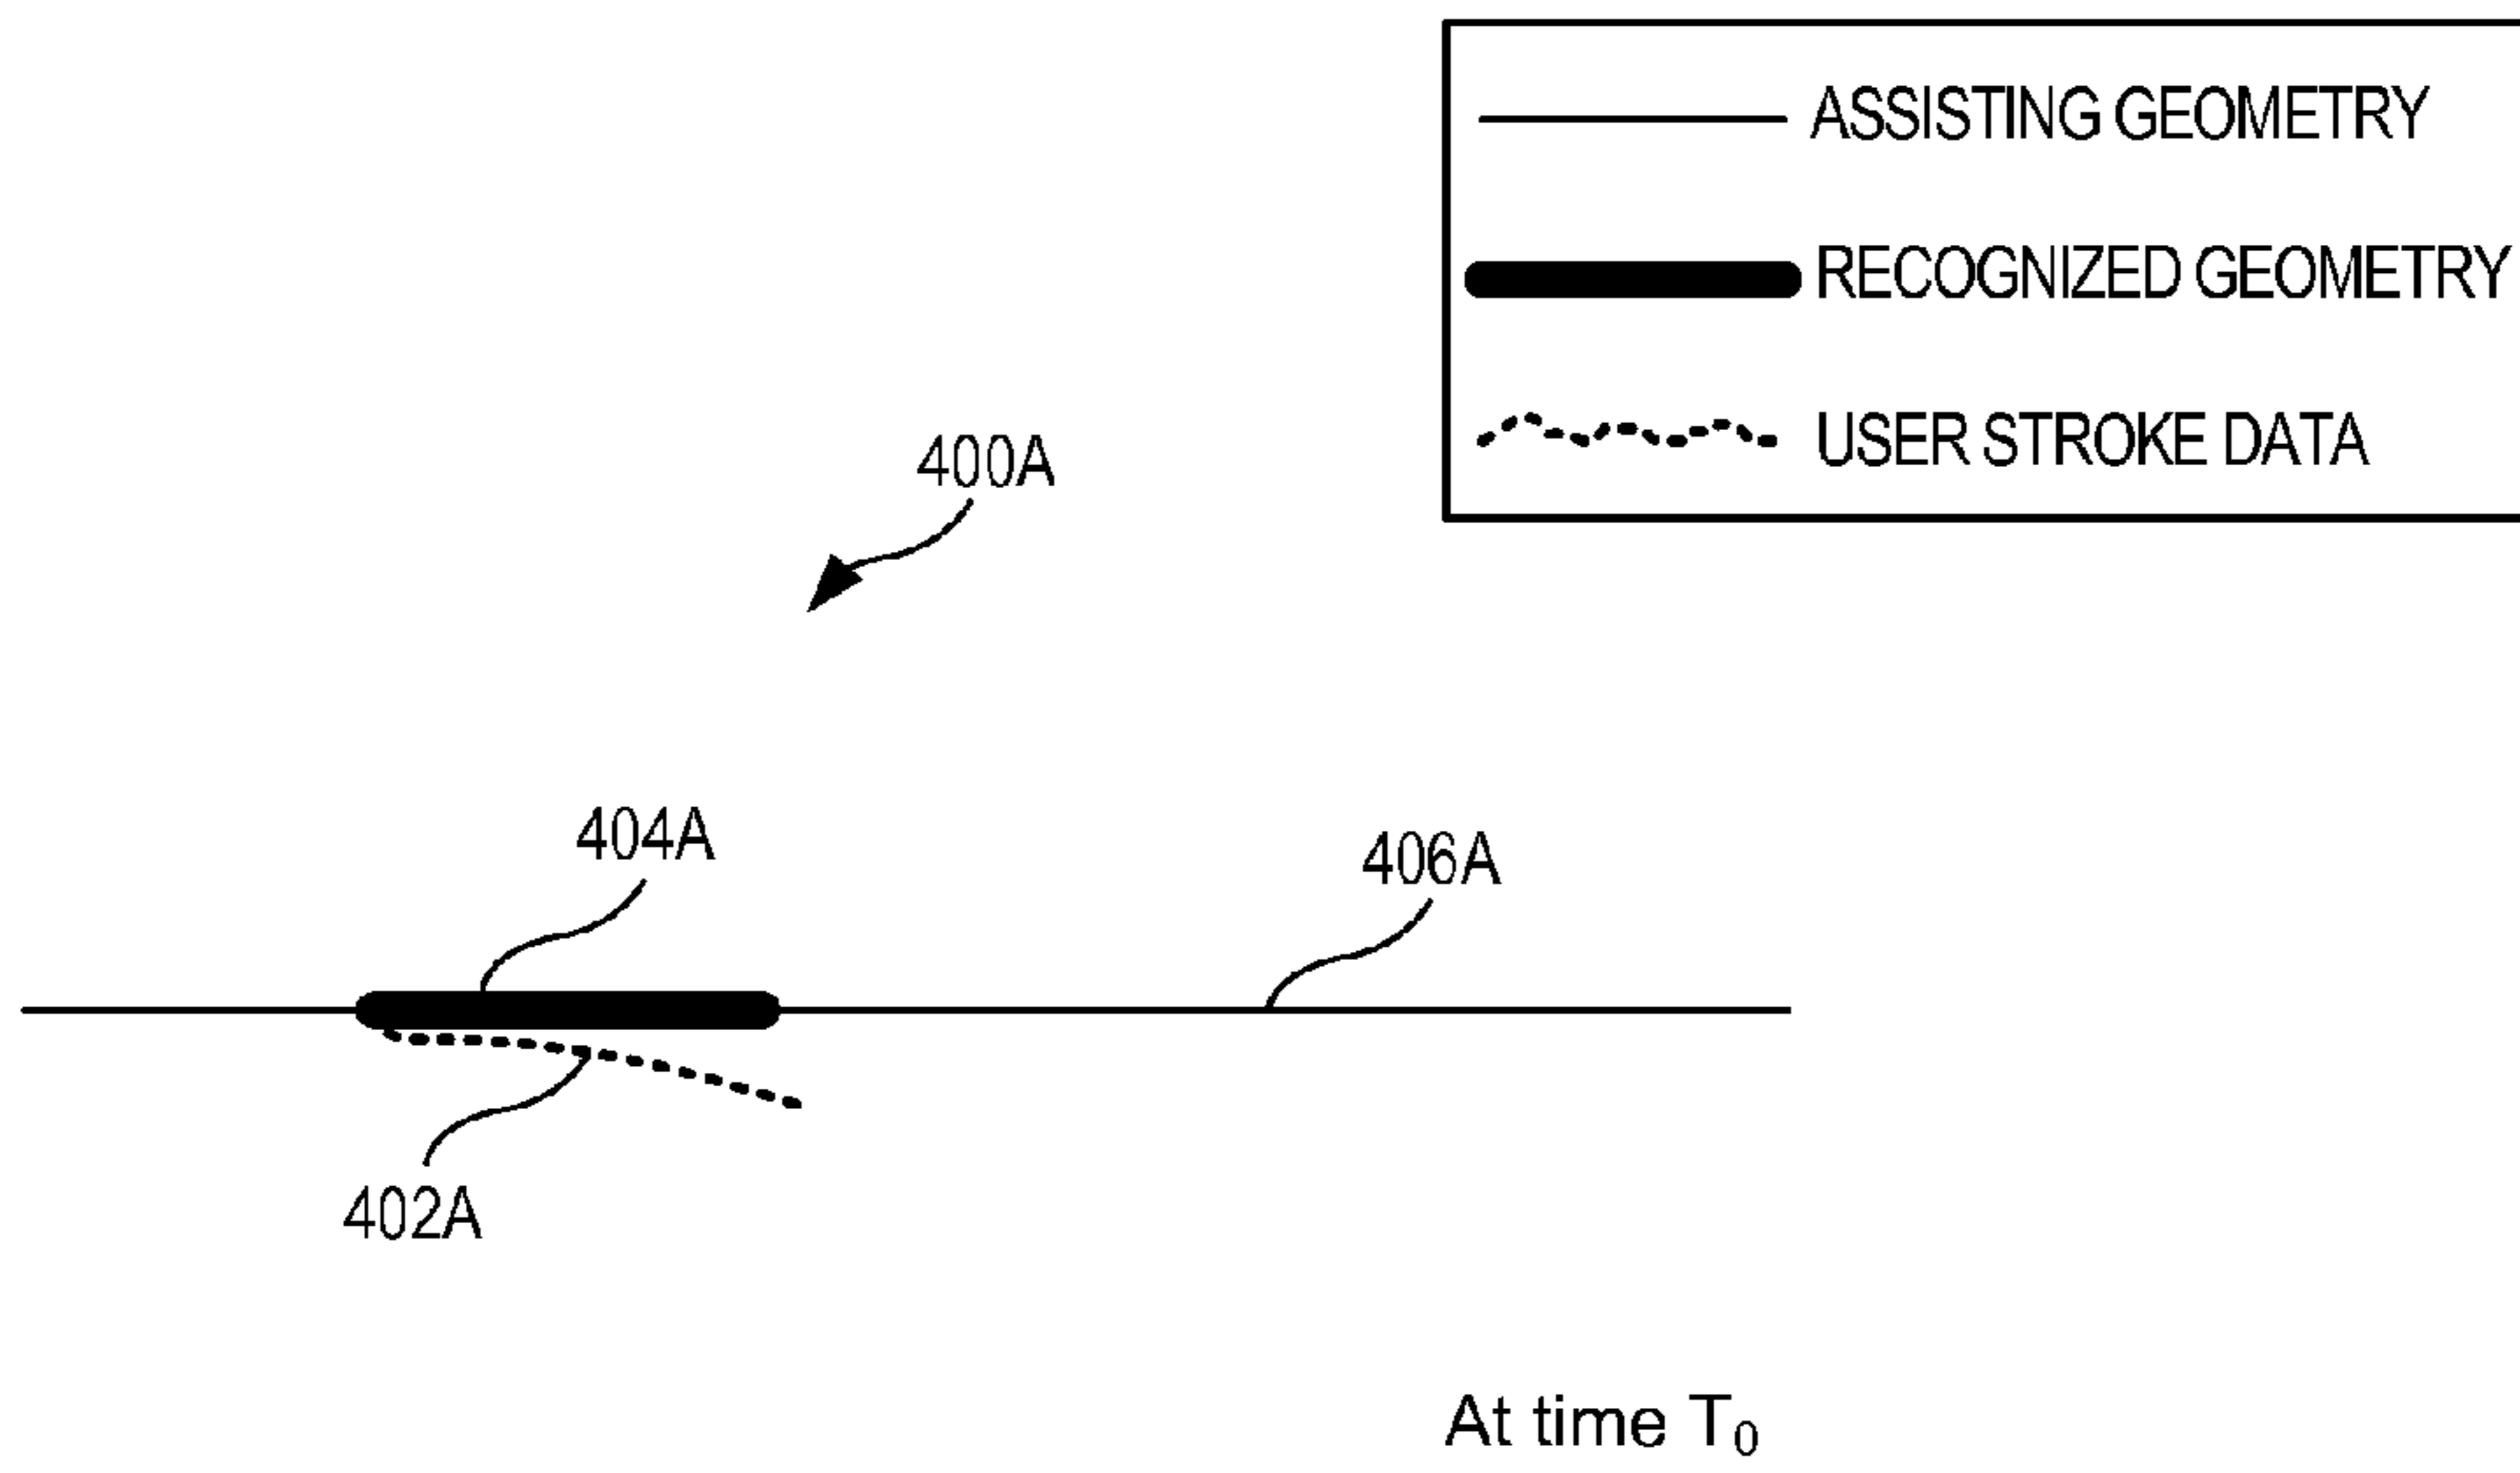 ASSISTING GEOMETRY
RECOGNIZED GEOMETRY
USER STROKE DATA
400A
404A
406A
402A
At time T₀